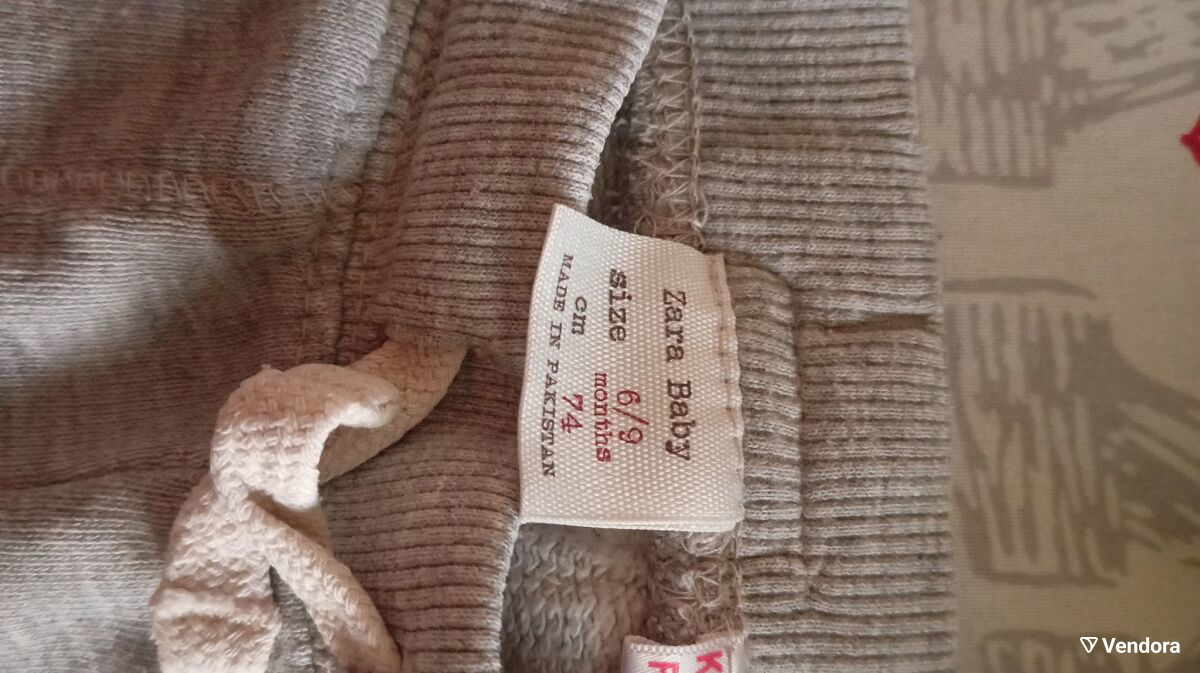 Zara Baby
size 6/9
months
cm 74
MADE IN PAKISTAN
K
F
Vendora